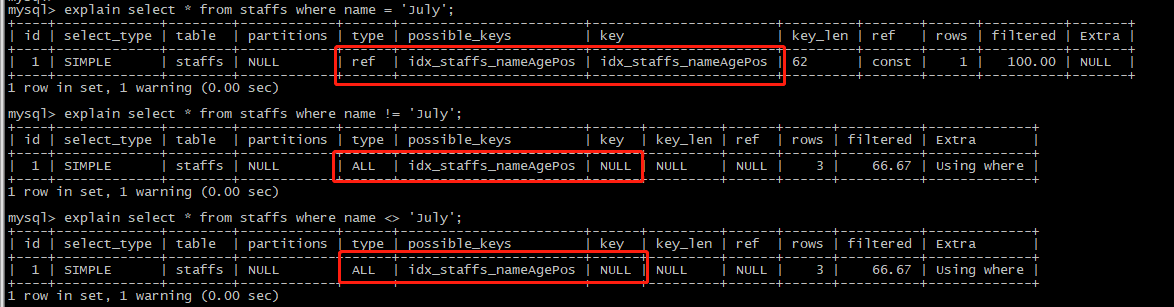 mysql> explain select * from staffs where name = 'July';
+----+-------------+--------+------------+------+-----------------------+-----------------------+---------+-------+------+----------+-------+
| id | select_type | table | partitions | type | possible_keys | key | key_len | ref | rows | filtered | Extra |
+----+-------------+--------+------------+------+-----------------------+-----------------------+---------+-------+------+----------+-------+
| 1 | SIMPLE | staffs | NULL | ref | idx_staffs_nameAgePos | idx_staffs_nameAgePos | 62 | const | 1 | 100.00 | NULL |
+----+-------------+--------+------------+------+-----------------------+-----------------------+---------+-------+------+----------+-------+
1 row in set, 1 warning (0.00 sec)
mysql> explain select * from staffs where name != 'July';
+----+-------------+--------+------------+------+-----------------------+------+---------+------+------+----------+-------------+
| id | select_type | table | partitions | type | possible_keys | key | key_len | ref | rows | filtered | Extra |
+----+-------------+--------+------------+------+-----------------------+------+---------+------+------+----------+-------------+
| 1 | SIMPLE | staffs | NULL | ALL | idx_staffs_nameAgePos | NULL | NULL | NULL | 3 | 66.67 | Using where |
+----+-------------+--------+------------+------+-----------------------+------+---------+------+------+----------+-------------+
1 row in set, 1 warning (0.00 sec)
mysql> explain select * from staffs where name <> 'July';
+----+-------------+--------+------------+------+-----------------------+------+---------+------+------+----------+-------------+
| id | select_type | table | partitions | type | possible_keys | key | key_len | ref | rows | filtered | Extra |
+----+-------------+--------+------------+------+-----------------------+------+---------+------+------+----------+-------------+
| 1 | SIMPLE | staffs | NULL | ALL | idx_staffs_nameAgePos | NULL | NULL | NULL | 3 | 66.67 | Using where |
+----+-------------+--------+------------+------+-----------------------+------+---------+------+------+----------+-------------+
1 row in set, 1 warning (0.00 sec)